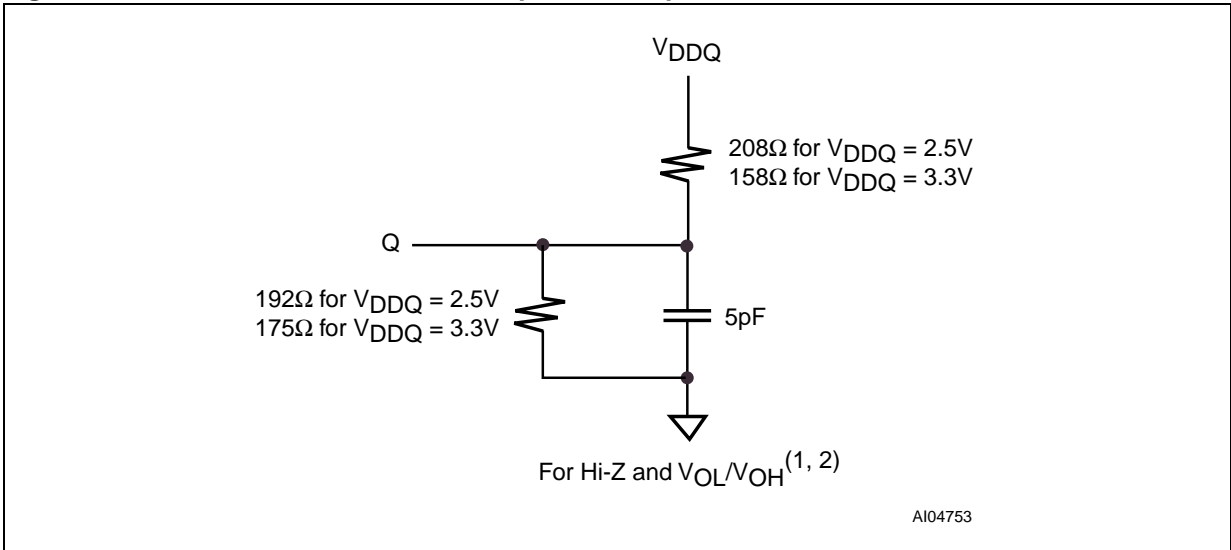 VDDQ
208Ω for VDDQ = 2.5V
158Ω for VDDQ = 3.3V
Q
192Ω for VDDQ = 2.5V
175Ω for VDDQ = 3.3V
5pF
For Hi-Z and VOL/VOH(1, 2)
AI04753